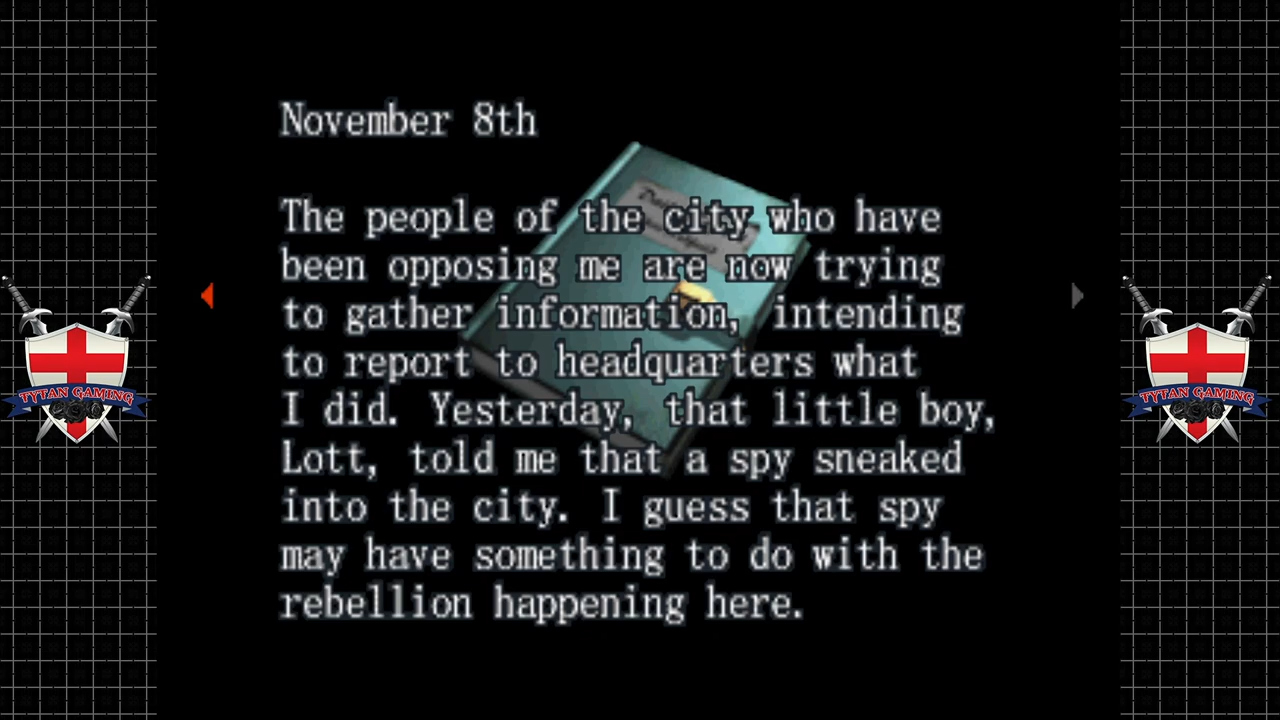 November 8th
The people of the city who have
been opposing me are now trying
to gather information, intending
to report to headquarters what
I did. Yesterday, that little boy,
Lott, told me that a spy sneaked
into the city. I guess that spy
may have something to do with the
rebellion happening here.
TYTAN GAMING
TYTAN GAMING